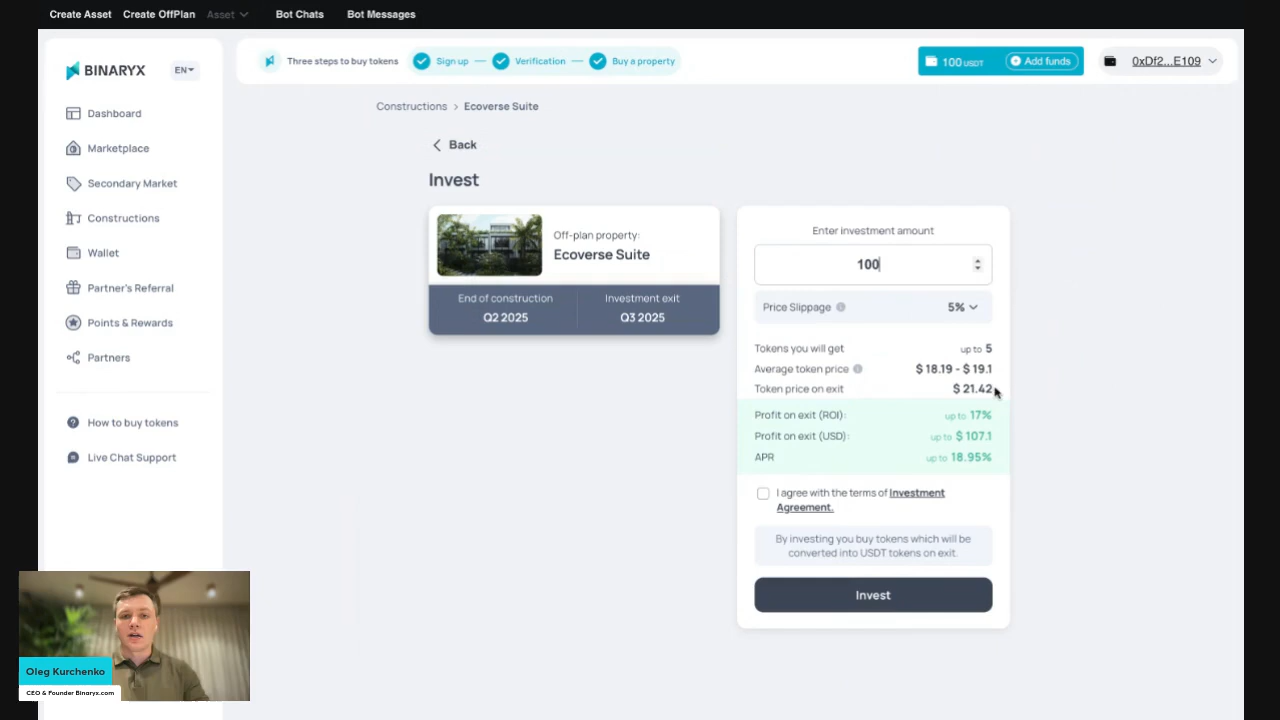 Create Asset Create OffPlan Asset Bot Chats Bot Messages
BINARYX EN
Three steps to buy tokens Sign up Verification Buy a property
100 USDT Add funds
0xDf2...E109
Dashboard
Marketplace
Secondary Market
Constructions
Wallet
Partner's Referral
Points & Rewards
Partners
How to buy tokens
Live Chat Support
Constructions > Ecoverse Suite
Back
Invest
Off-plan property:
Ecoverse Suite
End of construction Investment exit
Q2 2025 Q3 2025
Enter investment amount
100
Price Slippage 5%
Tokens you will get up to 5
Average token price $ 18.19 - $ 19.1
Token price on exit $ 21.42
Profit on exit (ROI): up to 17%
Profit on exit (USD): up to $ 107.1
APR up to 18.95%
I agree with the terms of Investment
Agreement.
By investing you buy tokens which will be
converted into USDT tokens on exit.
Invest
Oleg Kurchenko
CEO & Founder Binaryx.com